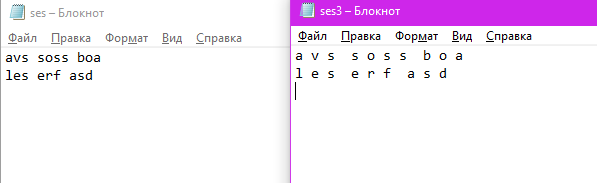 ses – Блокнот
Файл Правка Формат Вид Справка
avs soss boa
les erf asd
ses3 – Блокнот
Файл Правка Формат Вид Справка
a v s  s o s s  b o a
l e s  e r f  a s d